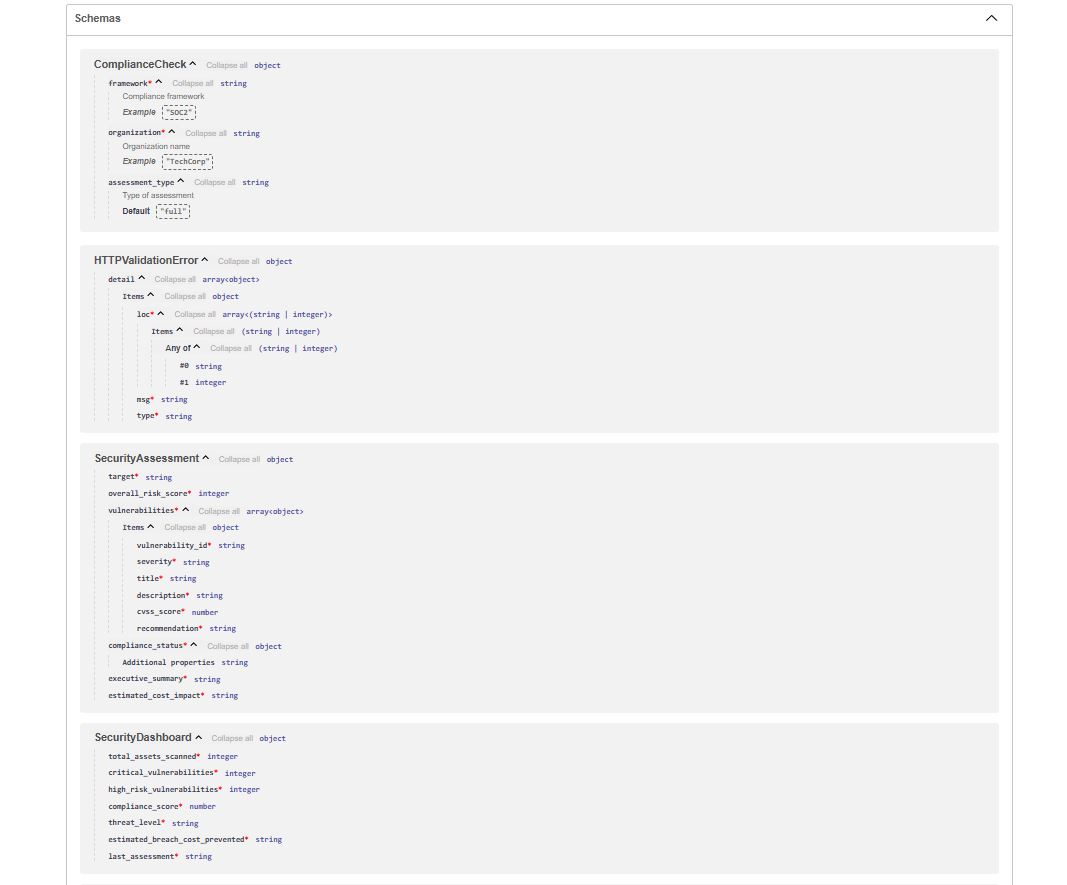 Schemas
ComplianceCheck Collapse all object
framework* Collapse all string
Compliance framework
Example "SOC2"
organization* Collapse all string
Organization name
Example "TechCorp"
assessment_type Collapse all string
Type of assessment
Default "full"
HTTPValidationError Collapse all object
detail Collapse all array<object>
Items Collapse all object
loc* Collapse all array<(string | integer)>
Items Collapse all (string | integer)
Any of Collapse all (string | integer)
#0 string
#1 integer
msg* string
type* string
SecurityAssessment Collapse all object
target* string
overall_risk_score* integer
vulnerabilities* Collapse all array<object>
Items Collapse all object
vulnerability_id* string
severity* string
title* string
description* string
cvss_score* number
recommendation* string
compliance_status* Collapse all object
Additional properties string
executive_summary* string
estimated_cost_impact* string
SecurityDashboard Collapse all object
total_assets_scanned* integer
critical_vulnerabilities* integer
high_risk_vulnerabilities* integer
compliance_score* number
threat_level* string
estimated_breach_cost_prevented* string
last_assessment* string